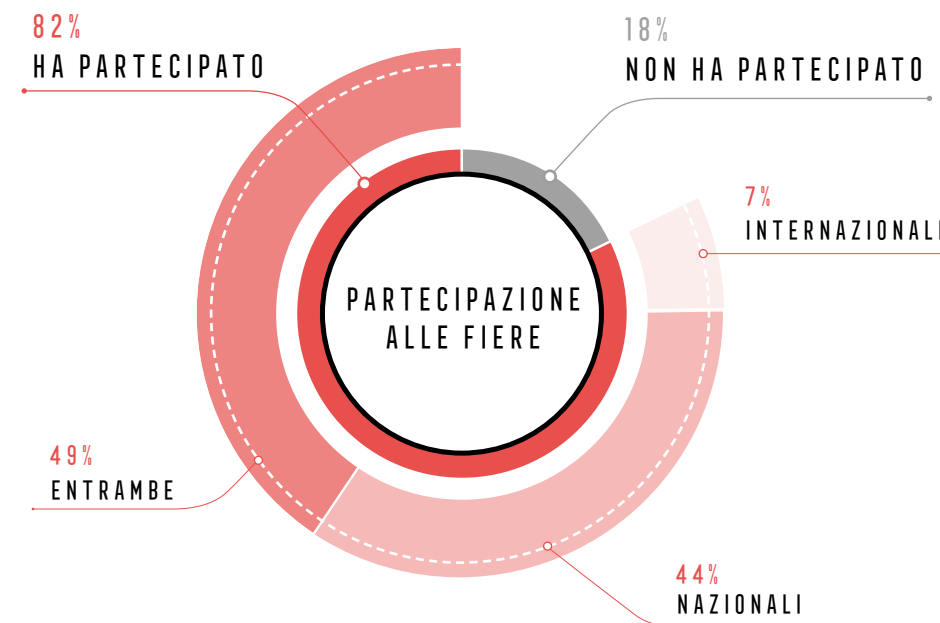 82%
HA PARTECIPATO
18%
NON HA PARTECIPATO
7%
INTERNAZIONALI
PARTECIPAZIONE
ALLE FIERE
49%
ENTRAMBE
44%
NAZIONALI